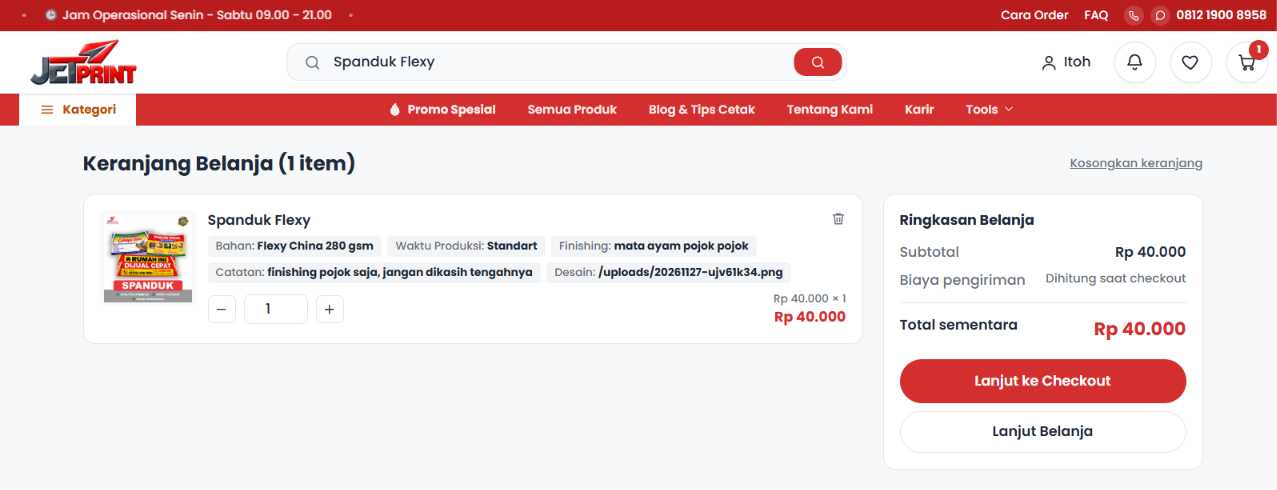 Jam Operasional Senin - Sabtu 09.00 - 21.00
Cara Order FAQ 0812 1900 8958
JETPRINT
Spanduk Flexy
Itoh
1
Kategori
Promo Spesial Semua Produk Blog & Tips Cetak Tentang Kami Karir Tools
Keranjang Belanja (1 item)
Kosongkan keranjang
Spanduk Flexy
Bahan: Flexy China 280 gsm Waktu Produksi: Standart Finishing: mata ayam pojok pojok
Catatan: finishing pojok saja, jangan dikasih tengahnya Desain: /uploads/20261127-ujv61k34.png
RUMAH INI
DIJUAL CEPAT
SPANDUK
1
Rp 40.000 × 1
Rp 40.000
Ringkasan Belanja
Subtotal Rp 40.000
Biaya pengiriman Dihitung saat checkout
Total sementara Rp 40.000
Lanjut ke Checkout
Lanjut Belanja